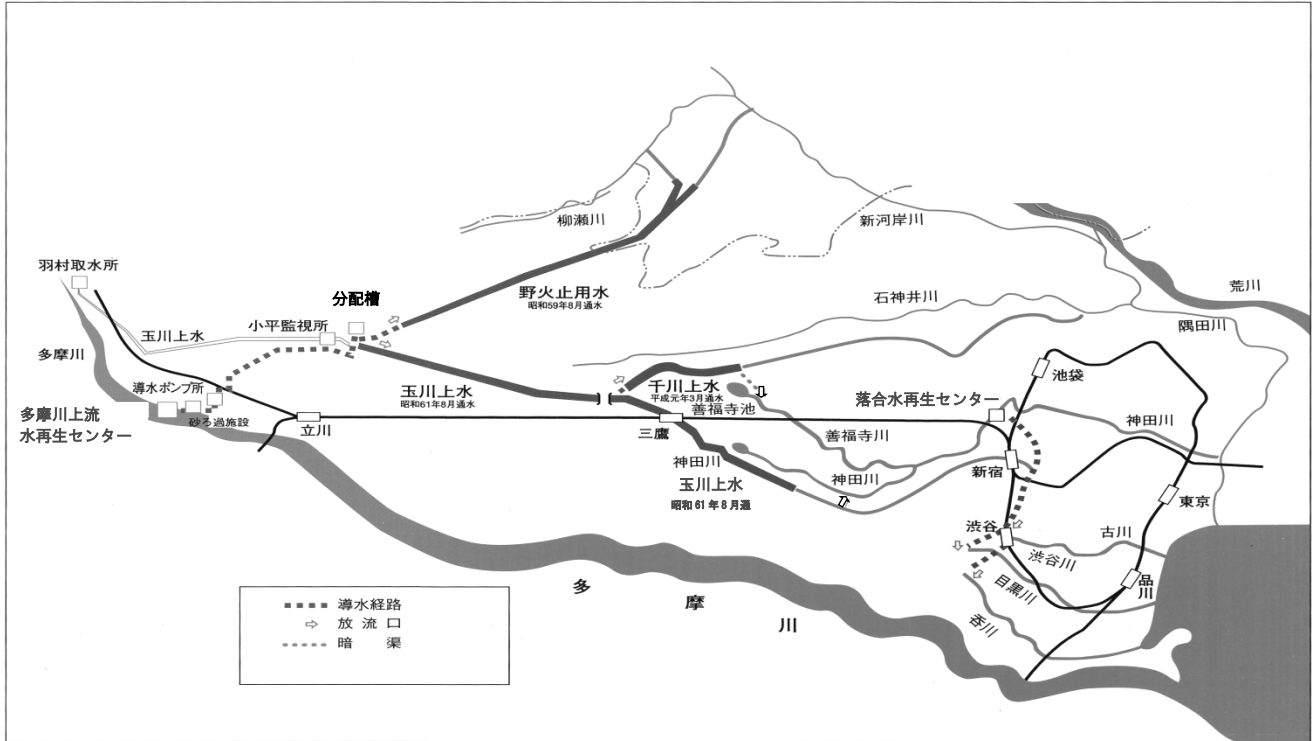 柳瀬川
新河岸川
羽村取水所
荒川
野火止用水
昭和59年8月通水
分配槽
石神井川
隅田川
小平監視所
玉川上水
多摩川
導水ポンプ所
砂ろ過施設
多摩川上流
水再生センター
立川
玉川上水
昭和61年8月通水
千川上水
平成元年3月通水
善福寺池
三鷹
落合水再生センター
池袋
神田川
善福寺川
神田川
神田川
新宿
玉川上水
昭和61年8月通
東京
渋谷
古川
渋谷川
目黒川
品川
呑川
多摩川
導水経路
放流口
暗渠